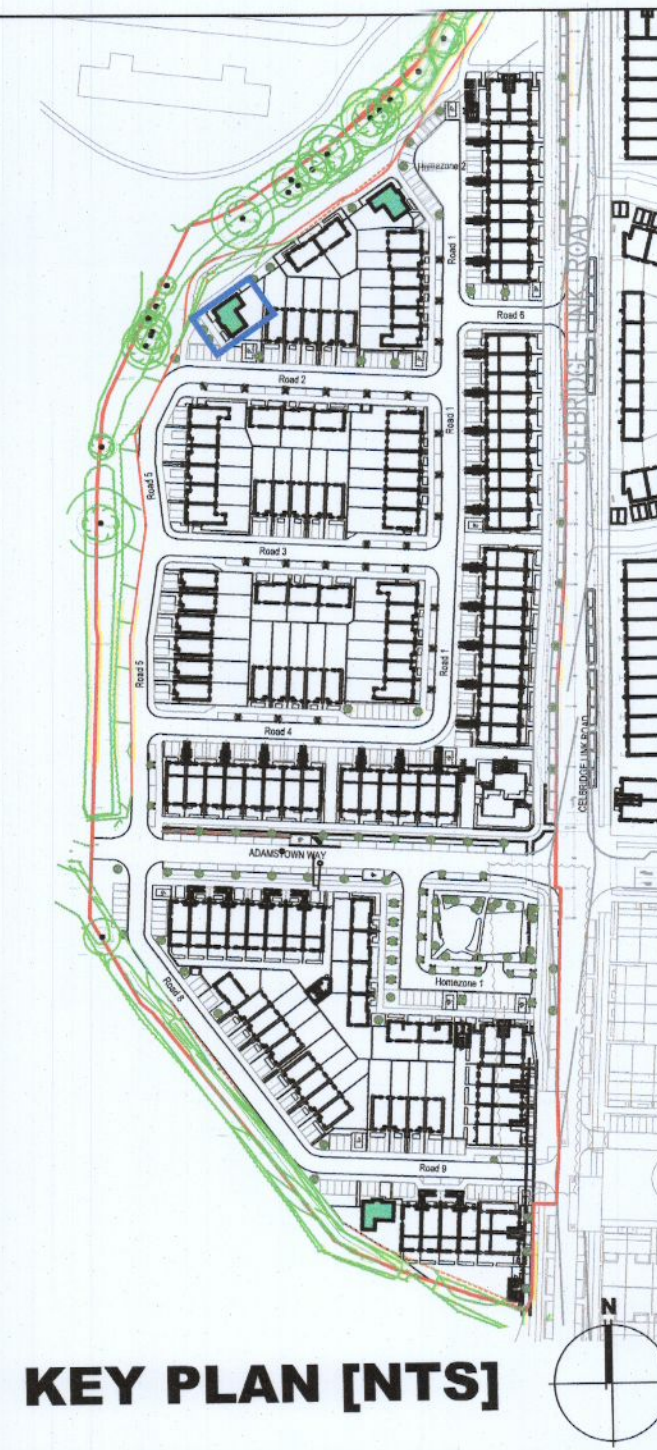 Homezone 2
Road 1
CELBRIDGE LINK ROAD
Road 6
Road 2
Road 1
Road 5
Road 3
Road 5
Road 1
Road 4
CELBRIDGE LINK ROAD
ADAMSTOWN WAY
Road 8
Homezone 1
Road 9
N
KEY PLAN [NTS]